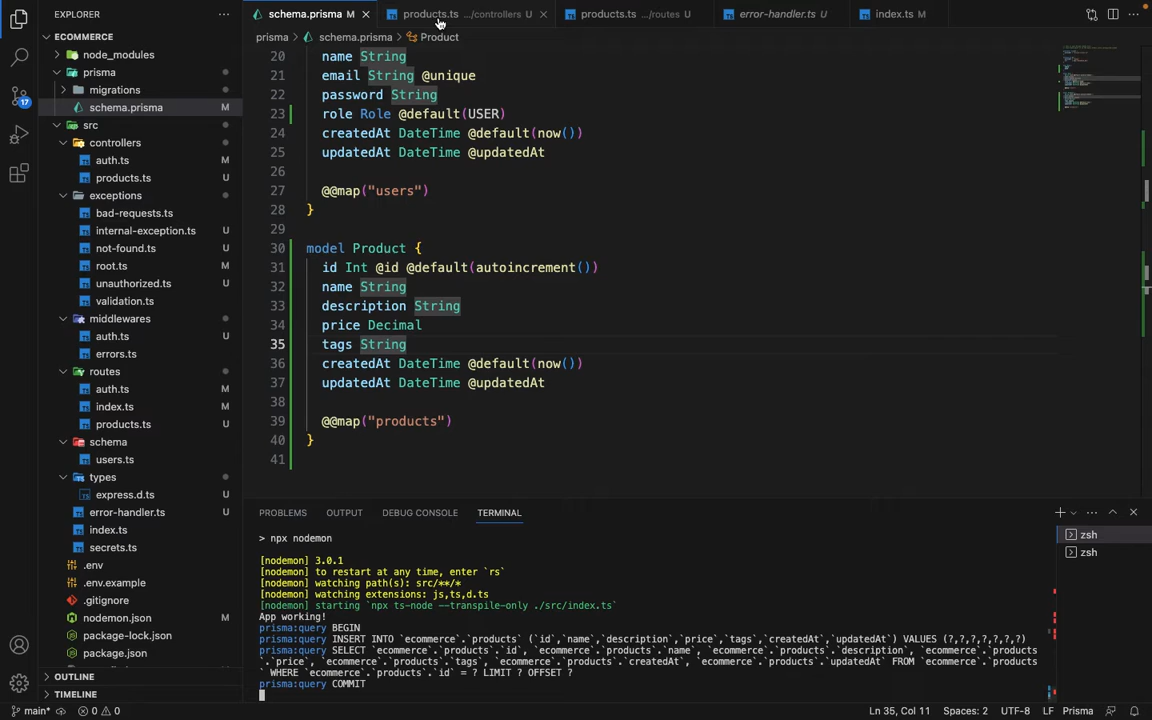 EXPLORER
schema.prisma M
products.ts .../controllers U
products.ts .../routes U
error-handler.ts U
index.ts M
ECOMMERCE
prisma > schema.prisma > Product
node_modules
prisma
migrations
schema.prisma M
src
controllers
auth.ts M
products.ts U
exceptions
bad-requests.ts
internal-exception.ts U
not-found.ts U
root.ts U
unauthorized.ts U
validation.ts
middlewares
auth.ts U
errors.ts
routes
auth.ts M
index.ts M
products.ts U
schema
users.ts
types
express.d.ts U
error-handler.ts U
index.ts
secrets.ts
.env
.env.example
.gitignore
nodemon.json U
package-lock.json
package.json
OUTLINE
TIMELINE
17
20 name String
21 email String @unique
22 password String
23 role Role @default(USER)
24 createdAt DateTime @default(now())
25 updatedAt DateTime @updatedAt
26
27 @@map("users")
28 }
29
30 model Product {
31 id Int @id @default(autoincrement())
32 name String
33 description String
34 price Decimal
35 tags String
36 createdAt DateTime @default(now())
37 updatedAt DateTime @updatedAt
38
39 @@map("products")
40 }
41
PROBLEMS OUTPUT DEBUG CONSOLE TERMINAL
> npx nodemon
[nodemon] 3.0.1
[nodemon] to restart at any time, enter `rs`
[nodemon] watching path(s): src/**/*
[nodemon] watching extensions: js,ts,d.ts
[nodemon] starting `npx ts-node --transpile-only ./src/index.ts`
App working!
prisma:query BEGIN
prisma:query INSERT INTO `ecommerce`.`products` (`id`,`name`,`description`,`price`,`tags`,`createdAt`,`updatedAt`) VALUES (?,?,?,?,?,?,?)
prisma:query SELECT `ecommerce`.`products`.`id`, `ecommerce`.`products`.`name`, `ecommerce`.`products`.`description`, `ecommerce`.`products
`.`price`, `ecommerce`.`products`.`tags`, `ecommerce`.`products`.`createdAt`, `ecommerce`.`products`.`updatedAt` FROM `ecommerce`.`products
` WHERE `ecommerce`.`products`.`id` = ? LIMIT ? OFFSET ?
prisma:query COMMIT
zsh
zsh
main* 0 0
Ln 35, Col 11 Spaces: 2 UTF-8 LF Prisma